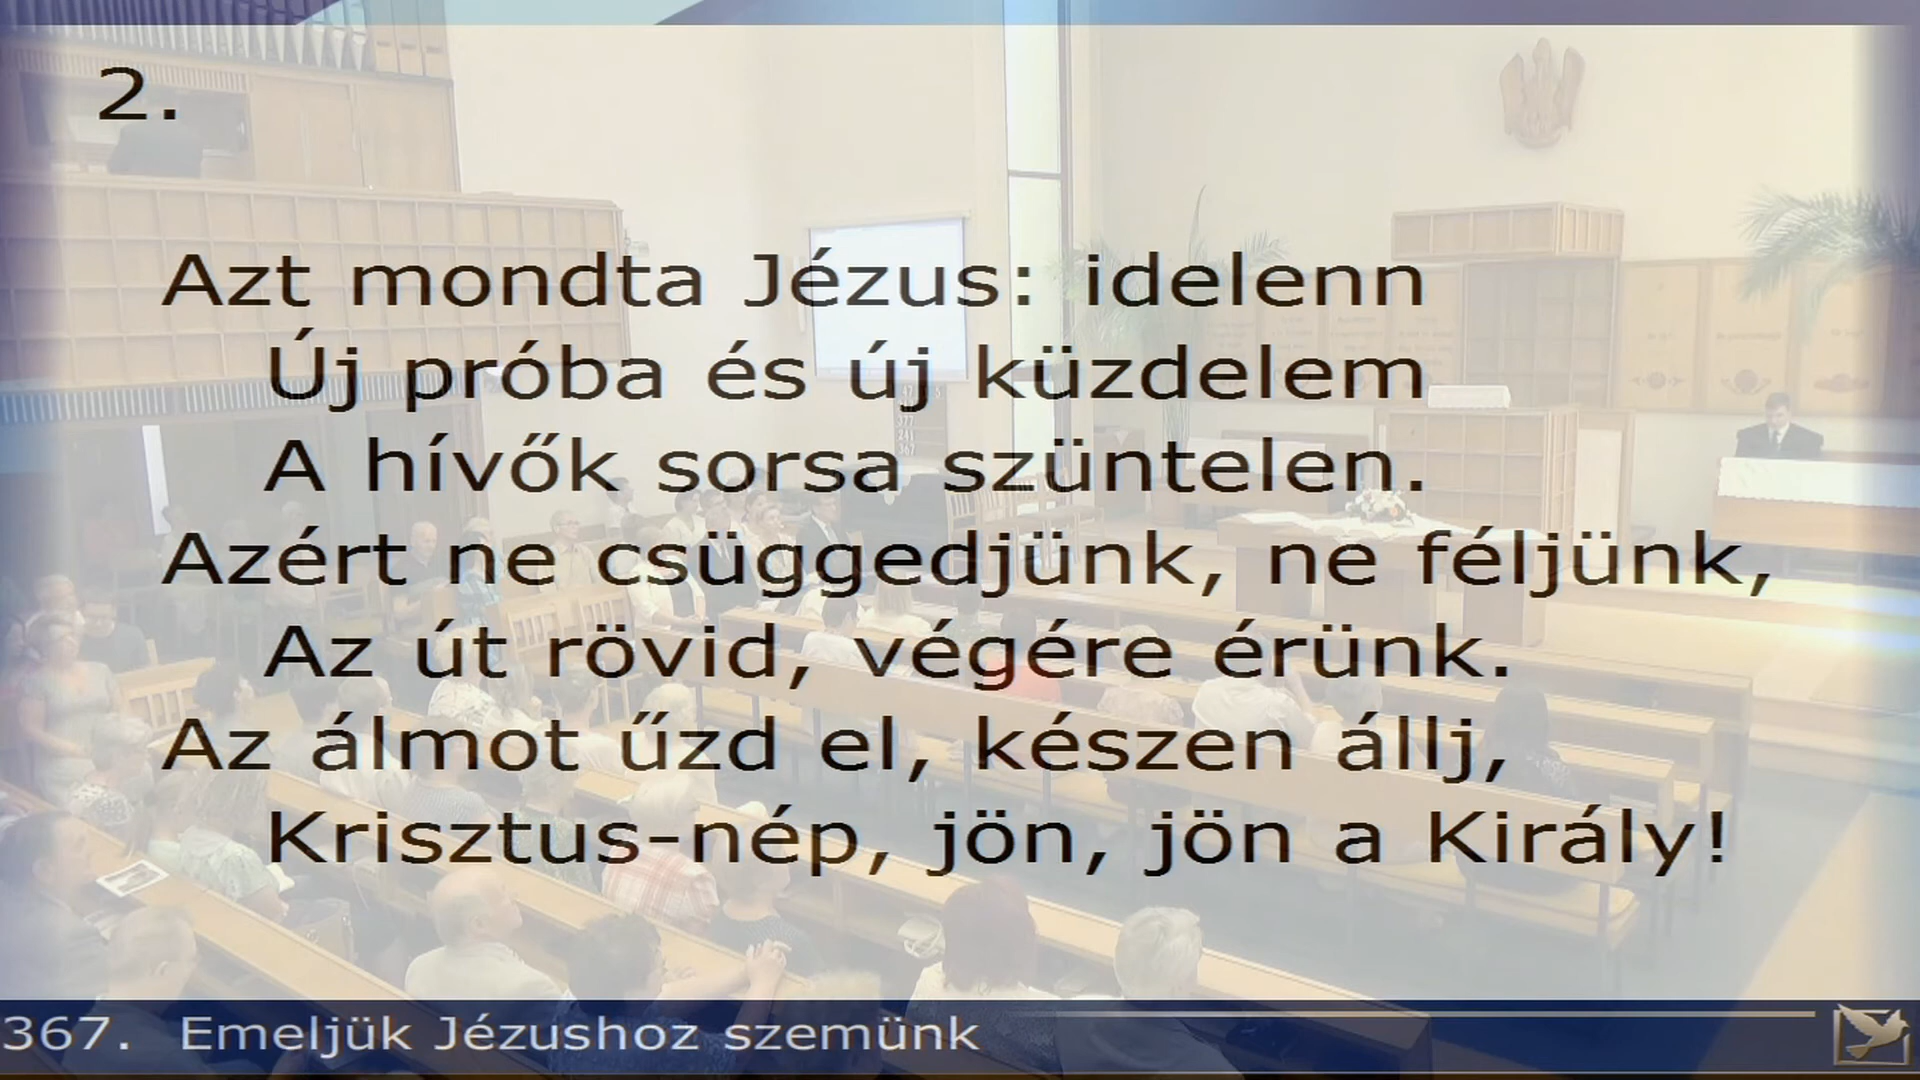 2.
Azt mondta Jézus: idelenn
Új próba és új küzdelem
A hívők sorsa szüntelen.
Azért ne csüggedjünk, ne féljünk,
Az út rövid, végére érünk.
Az álmot űzd el, készen állj,
Krisztus-nép, jön, jön a Király!
367. Emeljük Jézushoz szemünk